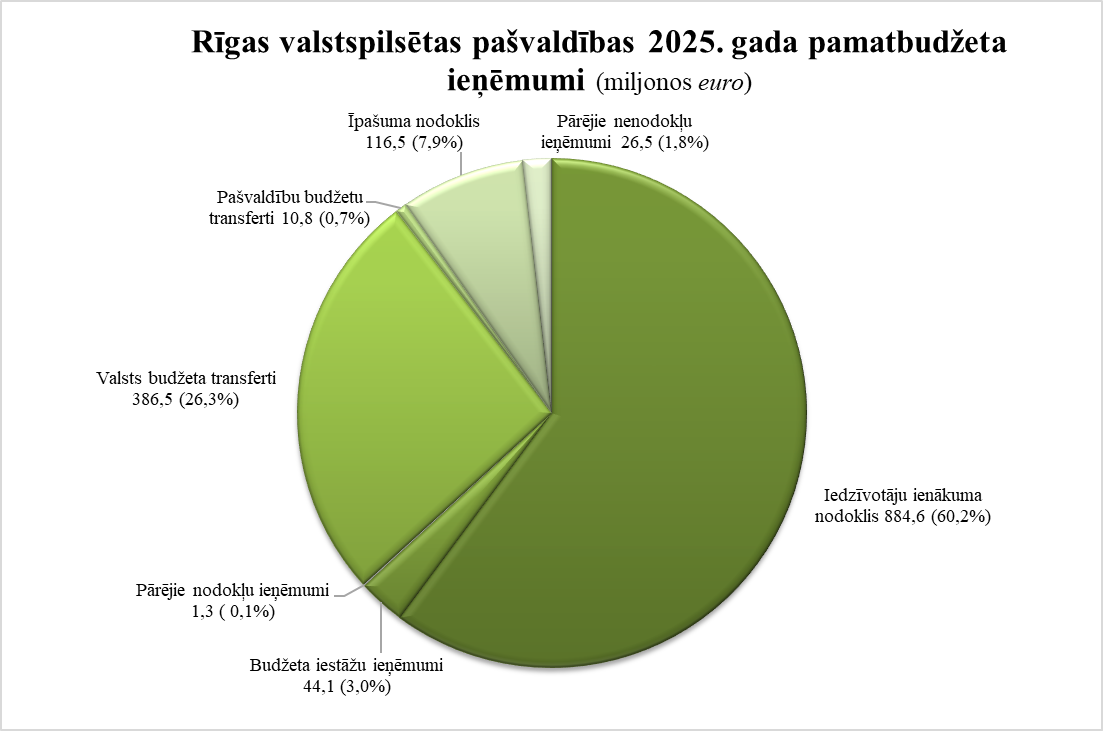 Rīgas valstspilsētas pašvaldības 2025. gada pamatbudžeta
ieņēmumi (miljonos euro)
Īpašuma nodoklis
116,5 (7,9%)
Pārējie nenodokļu
ieņēmumi 26,5 (1,8%)
Pašvaldību budžetu
transferti 10,8 (0,7%)
Valsts budžeta transferti
386,5 (26,3%)
Iedzīvotāju ienākuma
nodoklis 884,6 (60,2%)
Pārējie nodokļu ieņēmumi
1,3 ( 0,1%)
Budžeta iestāžu ieņēmumi
44,1 (3,0%)